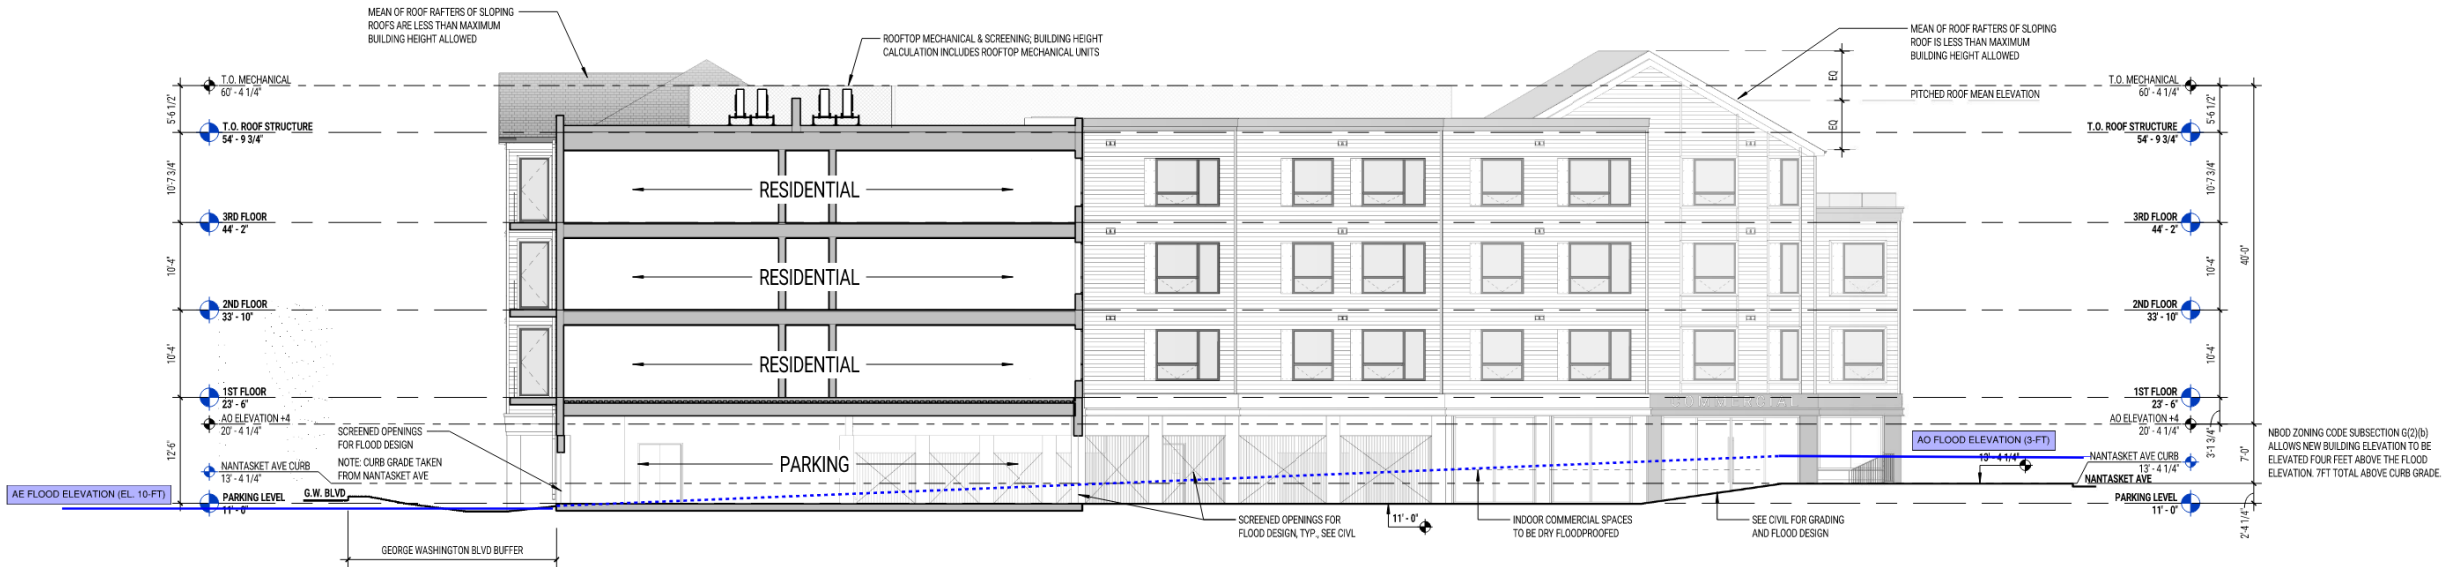 MEAN OF ROOF RAFTERS OF SLOPING
ROOFS ARE LESS THAN MAXIMUM
BUILDING HEIGHT ALLOWED
ROOFTOP MECHANICAL & SCREENING; BUILDING HEIGHT
CALCULATION INCLUDES ROOFTOP MECHANICAL UNITS
MEAN OF ROOF RAFTERS OF SLOPING
ROOF IS LESS THAN MAXIMUM
BUILDING HEIGHT ALLOWED
T.O. MECHANICAL
60' - 4 1/4"
5'-6 1/2"
T.O. ROOF STRUCTURE
54' - 9 3/4"
10'-7 3/4"
3RD FLOOR
44' - 2"
10'-4"
2ND FLOOR
33' - 10"
10'-4"
1ST FLOOR
23' - 6"
AO ELEVATION +4
20' - 4 1/4"
12'-6"
NANTASKET AVE CURB
13' - 4 1/4"
PARKING LEVEL
11' - 0"
AE FLOOD ELEVATION (EL. 10-FT)
G.W. BLVD
GEORGE WASHINGTON BLVD BUFFER
SCREENED OPENINGS
FOR FLOOD DESIGN
NOTE: CURB GRADE TAKEN
FROM NANTASKET AVE
RESIDENTIAL
RESIDENTIAL
RESIDENTIAL
PARKING
SCREENED OPENINGS FOR
FLOOD DESIGN, TYP., SEE CIVL
11' - 0"
INDOOR COMMERCIAL SPACES
TO BE DRY FLOODPROOFED
SEE CIVIL FOR GRADING
AND FLOOD DESIGN
COMMERCIAL
EQ
EQ
PITCHED ROOF MEAN ELEVATION
T.O. MECHANICAL
60' - 4 1/4"
5'-6 1/2"
T.O. ROOF STRUCTURE
54' - 9 3/4"
10'-7 3/4"
3RD FLOOR
44' - 2"
10'-4"
40'-0"
2ND FLOOR
33' - 10"
10'-4"
1ST FLOOR
23' - 6"
AO ELEVATION +4
20' - 4 1/4"
3'-1 3/4"
7'-0"
AO FLOOD ELEVATION (3-FT)
13' - 4 1/4"
NANTASKET AVE CURB
13' - 4 1/4"
NANTASKET AVE
PARKING LEVEL
11' - 0"
2'-4 1/4"
NBOD ZONING CODE SUBSECTION G(2)(b)
ALLOWS NEW BUILDING ELEVATION TO BE
ELEVATED FOUR FEET ABOVE THE FLOOD
ELEVATION. 7FT TOTAL ABOVE CURB GRADE.